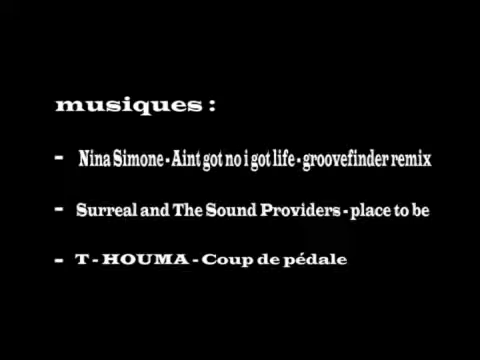 musiques :
- Nina Simone - Aint got no i got life - groovefinder remix
- Surreal and The Sound Providers - place to be
- T - HOUMA - Coup de pédale